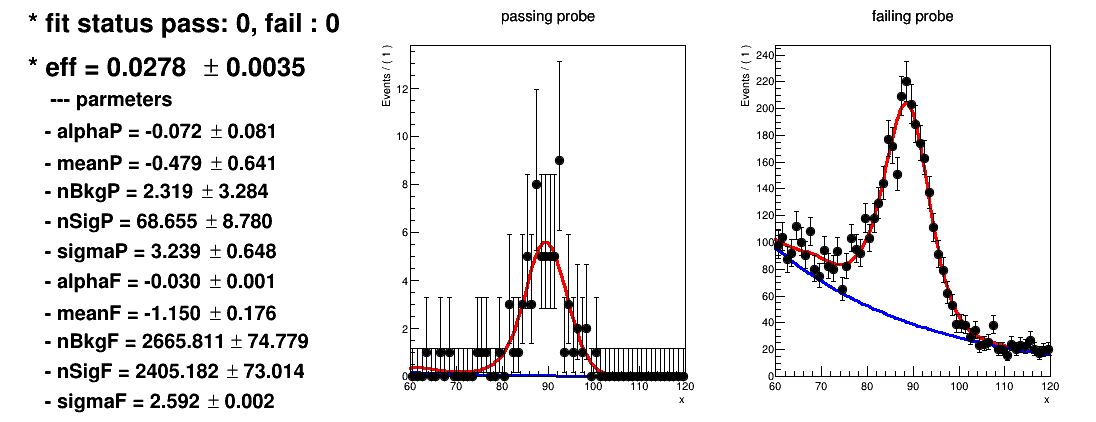 * fit status pass: 0, fail : 0
* eff = 0.0278 ± 0.0035
--- parmeters
- alphaP = -0.072 ± 0.081
- meanP = -0.479 ± 0.641
- nBkgP = 2.319 ± 3.284
- nSigP = 68.655 ± 8.780
- sigmaP = 3.239 ± 0.648
- alphaF = -0.030 ± 0.001
- meanF = -1.150 ± 0.176
- nBkgF = 2665.811 ± 74.779
- nSigF = 2405.182 ± 73.014
- sigmaF = 2.592 ± 0.002
passing probe
Events / ( 1 )
12
10
8
6
4
2
0
60 70 80 90 100 110 120
x
failing probe
Events / ( 1 )
240
220
200
180
160
140
120
100
80
60
40
20
0
60 70 80 90 100 110 120
x